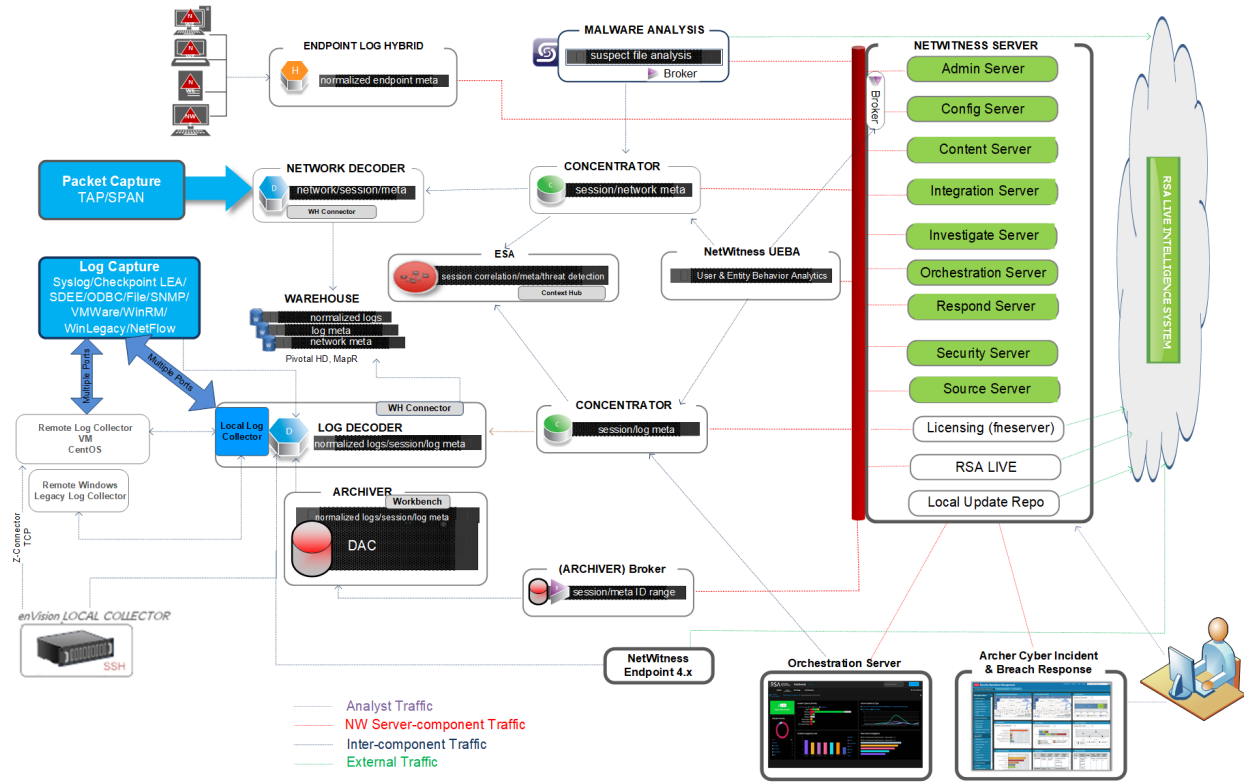 MALWARE ANALYSIS
suspect file analysis
Broker
ENDPOINT LOG HYBRID
H
normalized endpoint meta
N
N
N
WE
NW
NETWITNESS SERVER
Broker
Admin Server
Config Server
Content Server
Integration Server
Investigate Server
Orchestration Server
Respond Server
Security Server
Source Server
Licensing (fneserver)
RSA LIVE
Local Update Repo
RSA LIVE INTELLIGENCE SYSTEM
Packet Capture
TAP/SPAN
NETWORK DECODER
D
network/session/meta
WH Connector
CONCENTRATOR
C
session/network meta
ESA
session correlation/meta/threat detection
Context Hub
NetWitness UEBA
User & Entity Behavior Analytics
Log Capture
Syslog/Checkpoint LEA/
SDEE/ODBC/File/SNMP/
VMWare/WinRM/
WinLegacy/NetFlow
WAREHOUSE
normalized logs
log meta
network meta
Pivotal HD, MapR
Multiple Ports
Multiple Ports
Remote Log Collector
VM
CentOS
Remote Windows
Legacy Log Collector
WH Connector
Local Log
Collector
D
LOG DECODER
normalized logs/session/log meta
CONCENTRATOR
C
session/log meta
ARCHIVER
Workbench
normalized logs/session/log meta
DAC
(ARCHIVER) Broker
session/meta ID range
Z-Connector
TCP
enVision LOCAL COLLECTOR
SSH
NetWitness
Endpoint 4.x
Orchestration Server
RSA
Archer Cyber Incident
& Breach Response
Analyst Traffic
NW Server-component Traffic
Inter-component Traffic
External Traffic